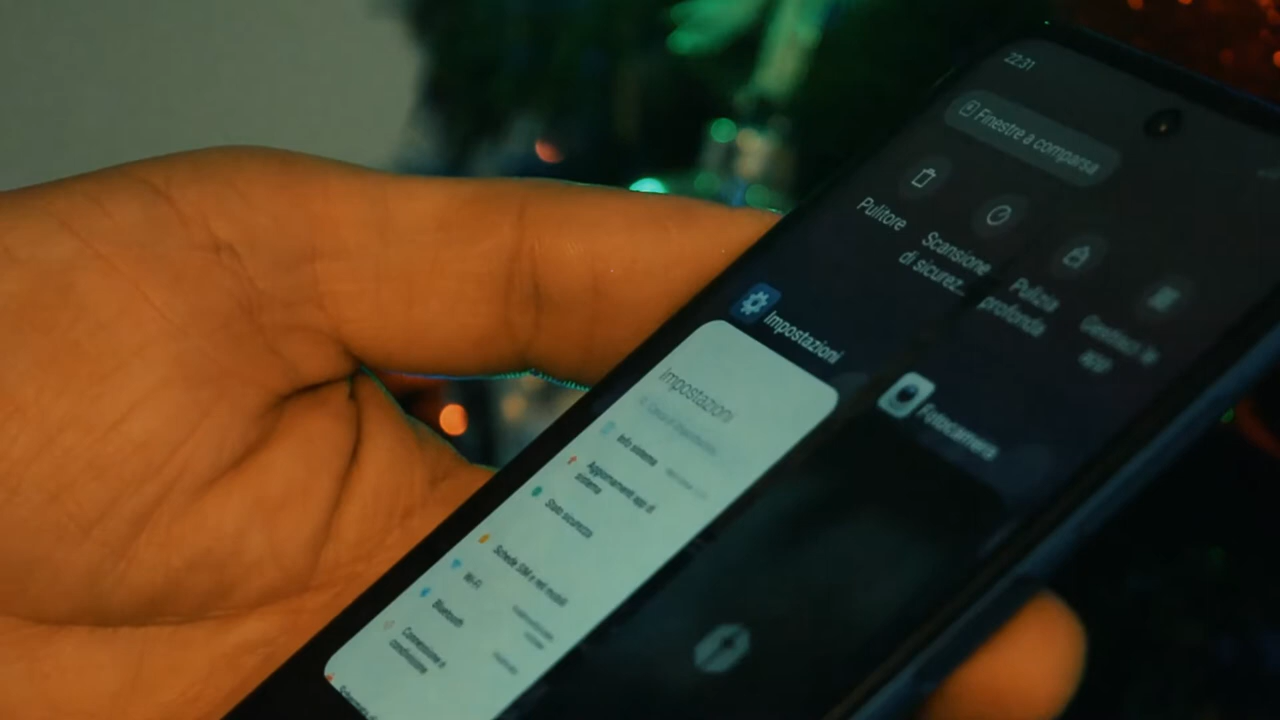 22:31
Finestre a comparsa
Pulitore
Scansione
di sicurez...
Pulizia
profonda
Gestisci le
app
Impostazioni
Fotocamera
Impostazioni
Info sistema
Aggiornamenti app di
sistema
Stato sicurezza
Schede SIM e reti mobili
Wi-Fi
Bluetooth
Connessione e
condivisione